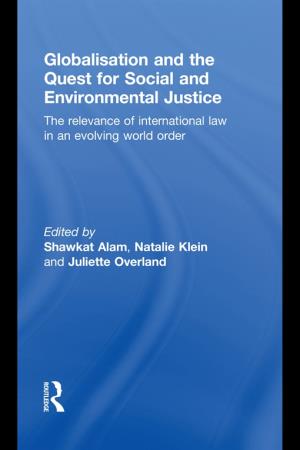 Globalisation and the
Quest for Social and
Environmental Justice
The relevance of international law
in an evolving world order
Edited by
Shawkat Alam, Natalie Klein
and Juliette Overland
ROUTLEDGE